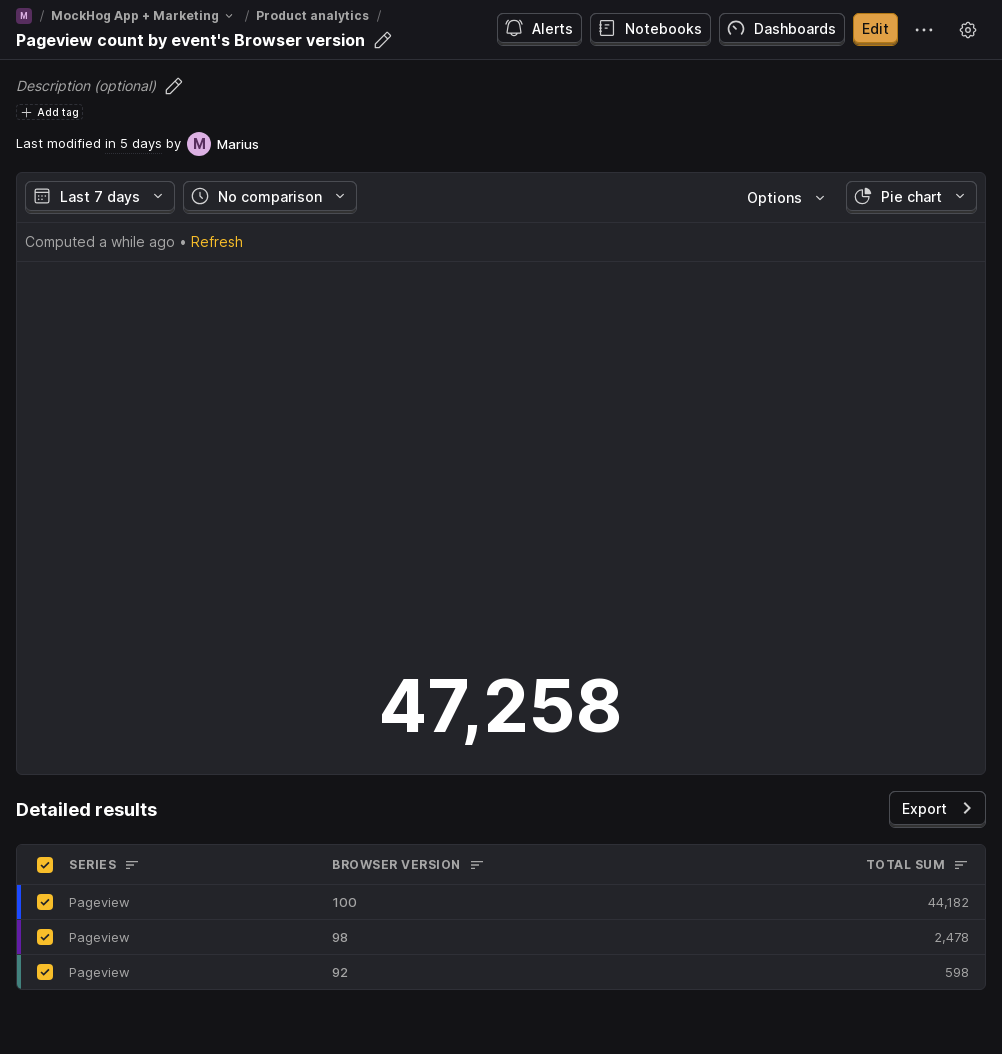 M / MockHog App + Marketing / Product analytics /
Pageview count by event's Browser version
Alerts Notebooks Dashboards Edit
Description (optional)
Add tag
Last modified in 5 days by M Marius
Last 7 days No comparison Options Pie chart
Computed a while ago • Refresh
47,258
Detailed results
Export
SERIES BROWSER VERSION TOTAL SUM
Pageview 100 44,182
Pageview 98 2,478
Pageview 92 598